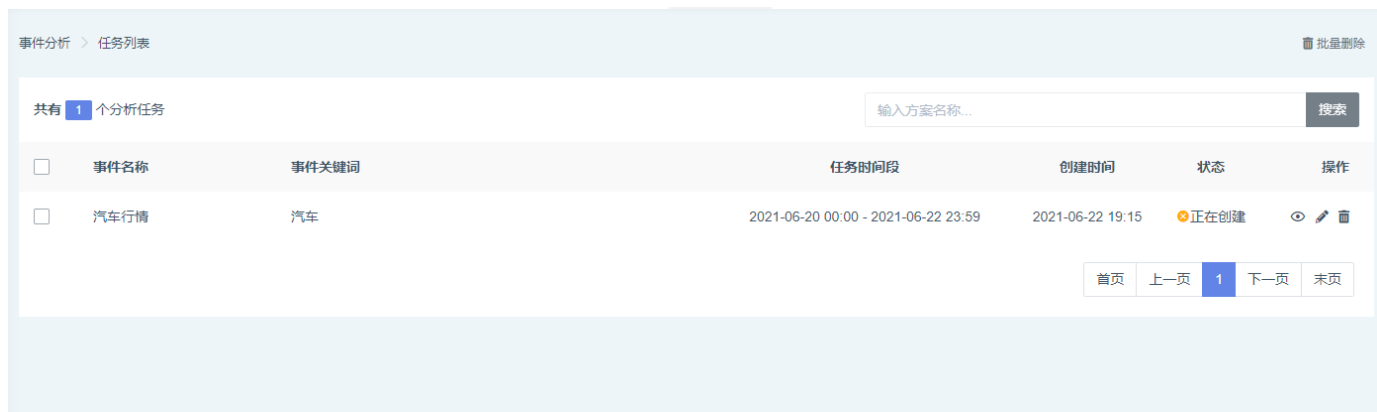 事件分析 > 任务列表 批量删除
共有 1 个分析任务 输入方案名称... 搜索
事件名称 事件关键词 任务时间段 创建时间 状态 操作
汽车行情 汽车 2021-06-20 00:00 - 2021-06-22 23:59 2021-06-22 19:15 正在创建
首页 上一页 1 下一页 末页